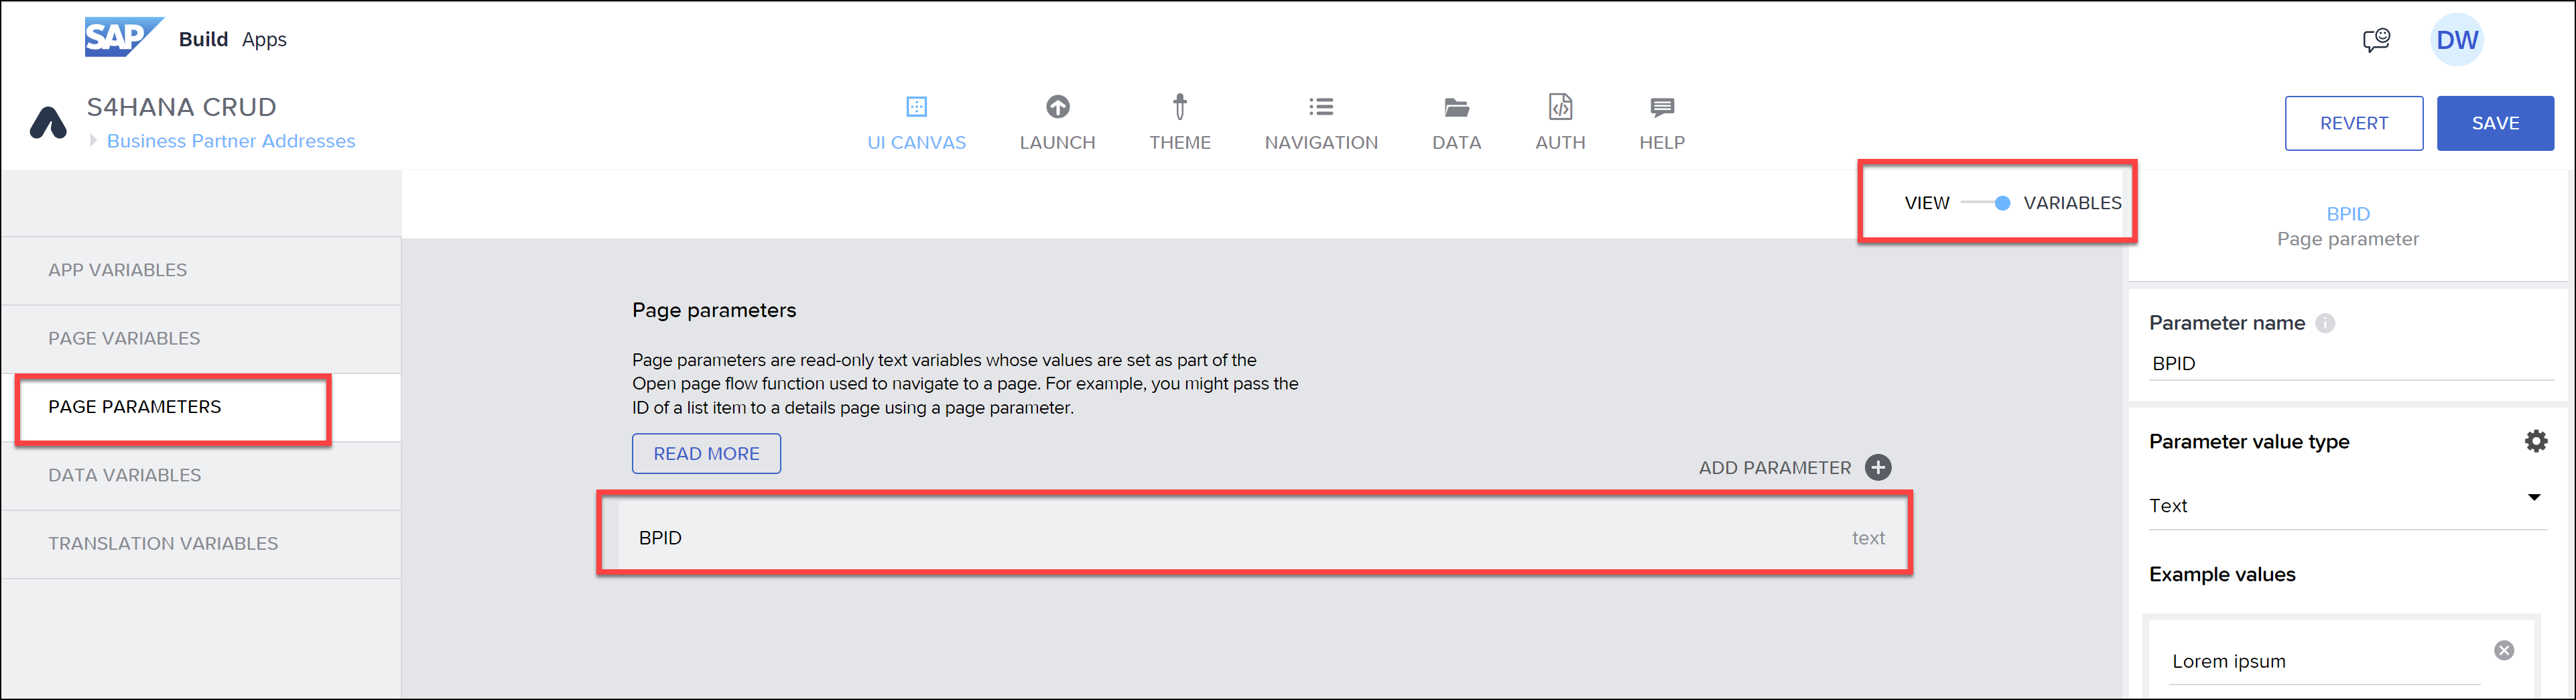 SAP Build Apps
DW
S4HANA CRUD
Business Partner Addresses
UI CANVAS
LAUNCH
THEME
NAVIGATION
DATA
AUTH
HELP
REVERT
SAVE
VIEW
VARIABLES
APP VARIABLES
PAGE VARIABLES
PAGE PARAMETERS
DATA VARIABLES
TRANSLATION VARIABLES
Page parameters
Page parameters are read-only text variables whose values are set as part of the
Open page flow function used to navigate to a page. For example, you might pass the
ID of a list item to a details page using a page parameter.
READ MORE
ADD PARAMETER
BPID text
BPID
Page parameter
Parameter name
BPID
Parameter value type
Text
Example values
Lorem ipsum